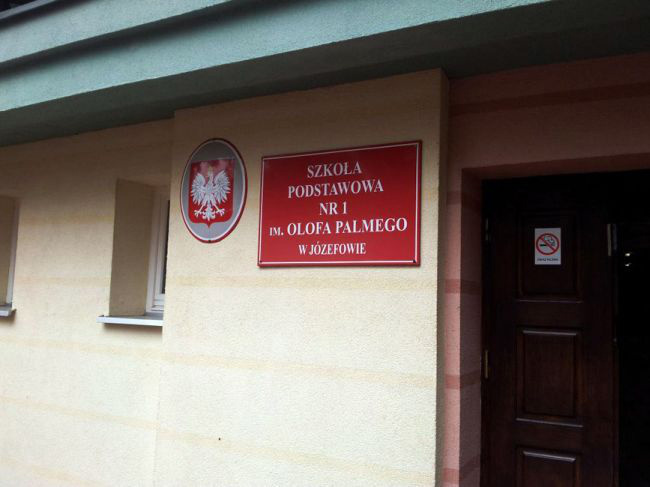 SZKOŁA
PODSTAWOWA
NR 1
IM. OLOFA PALMEGO
W JÓZEFOWIE